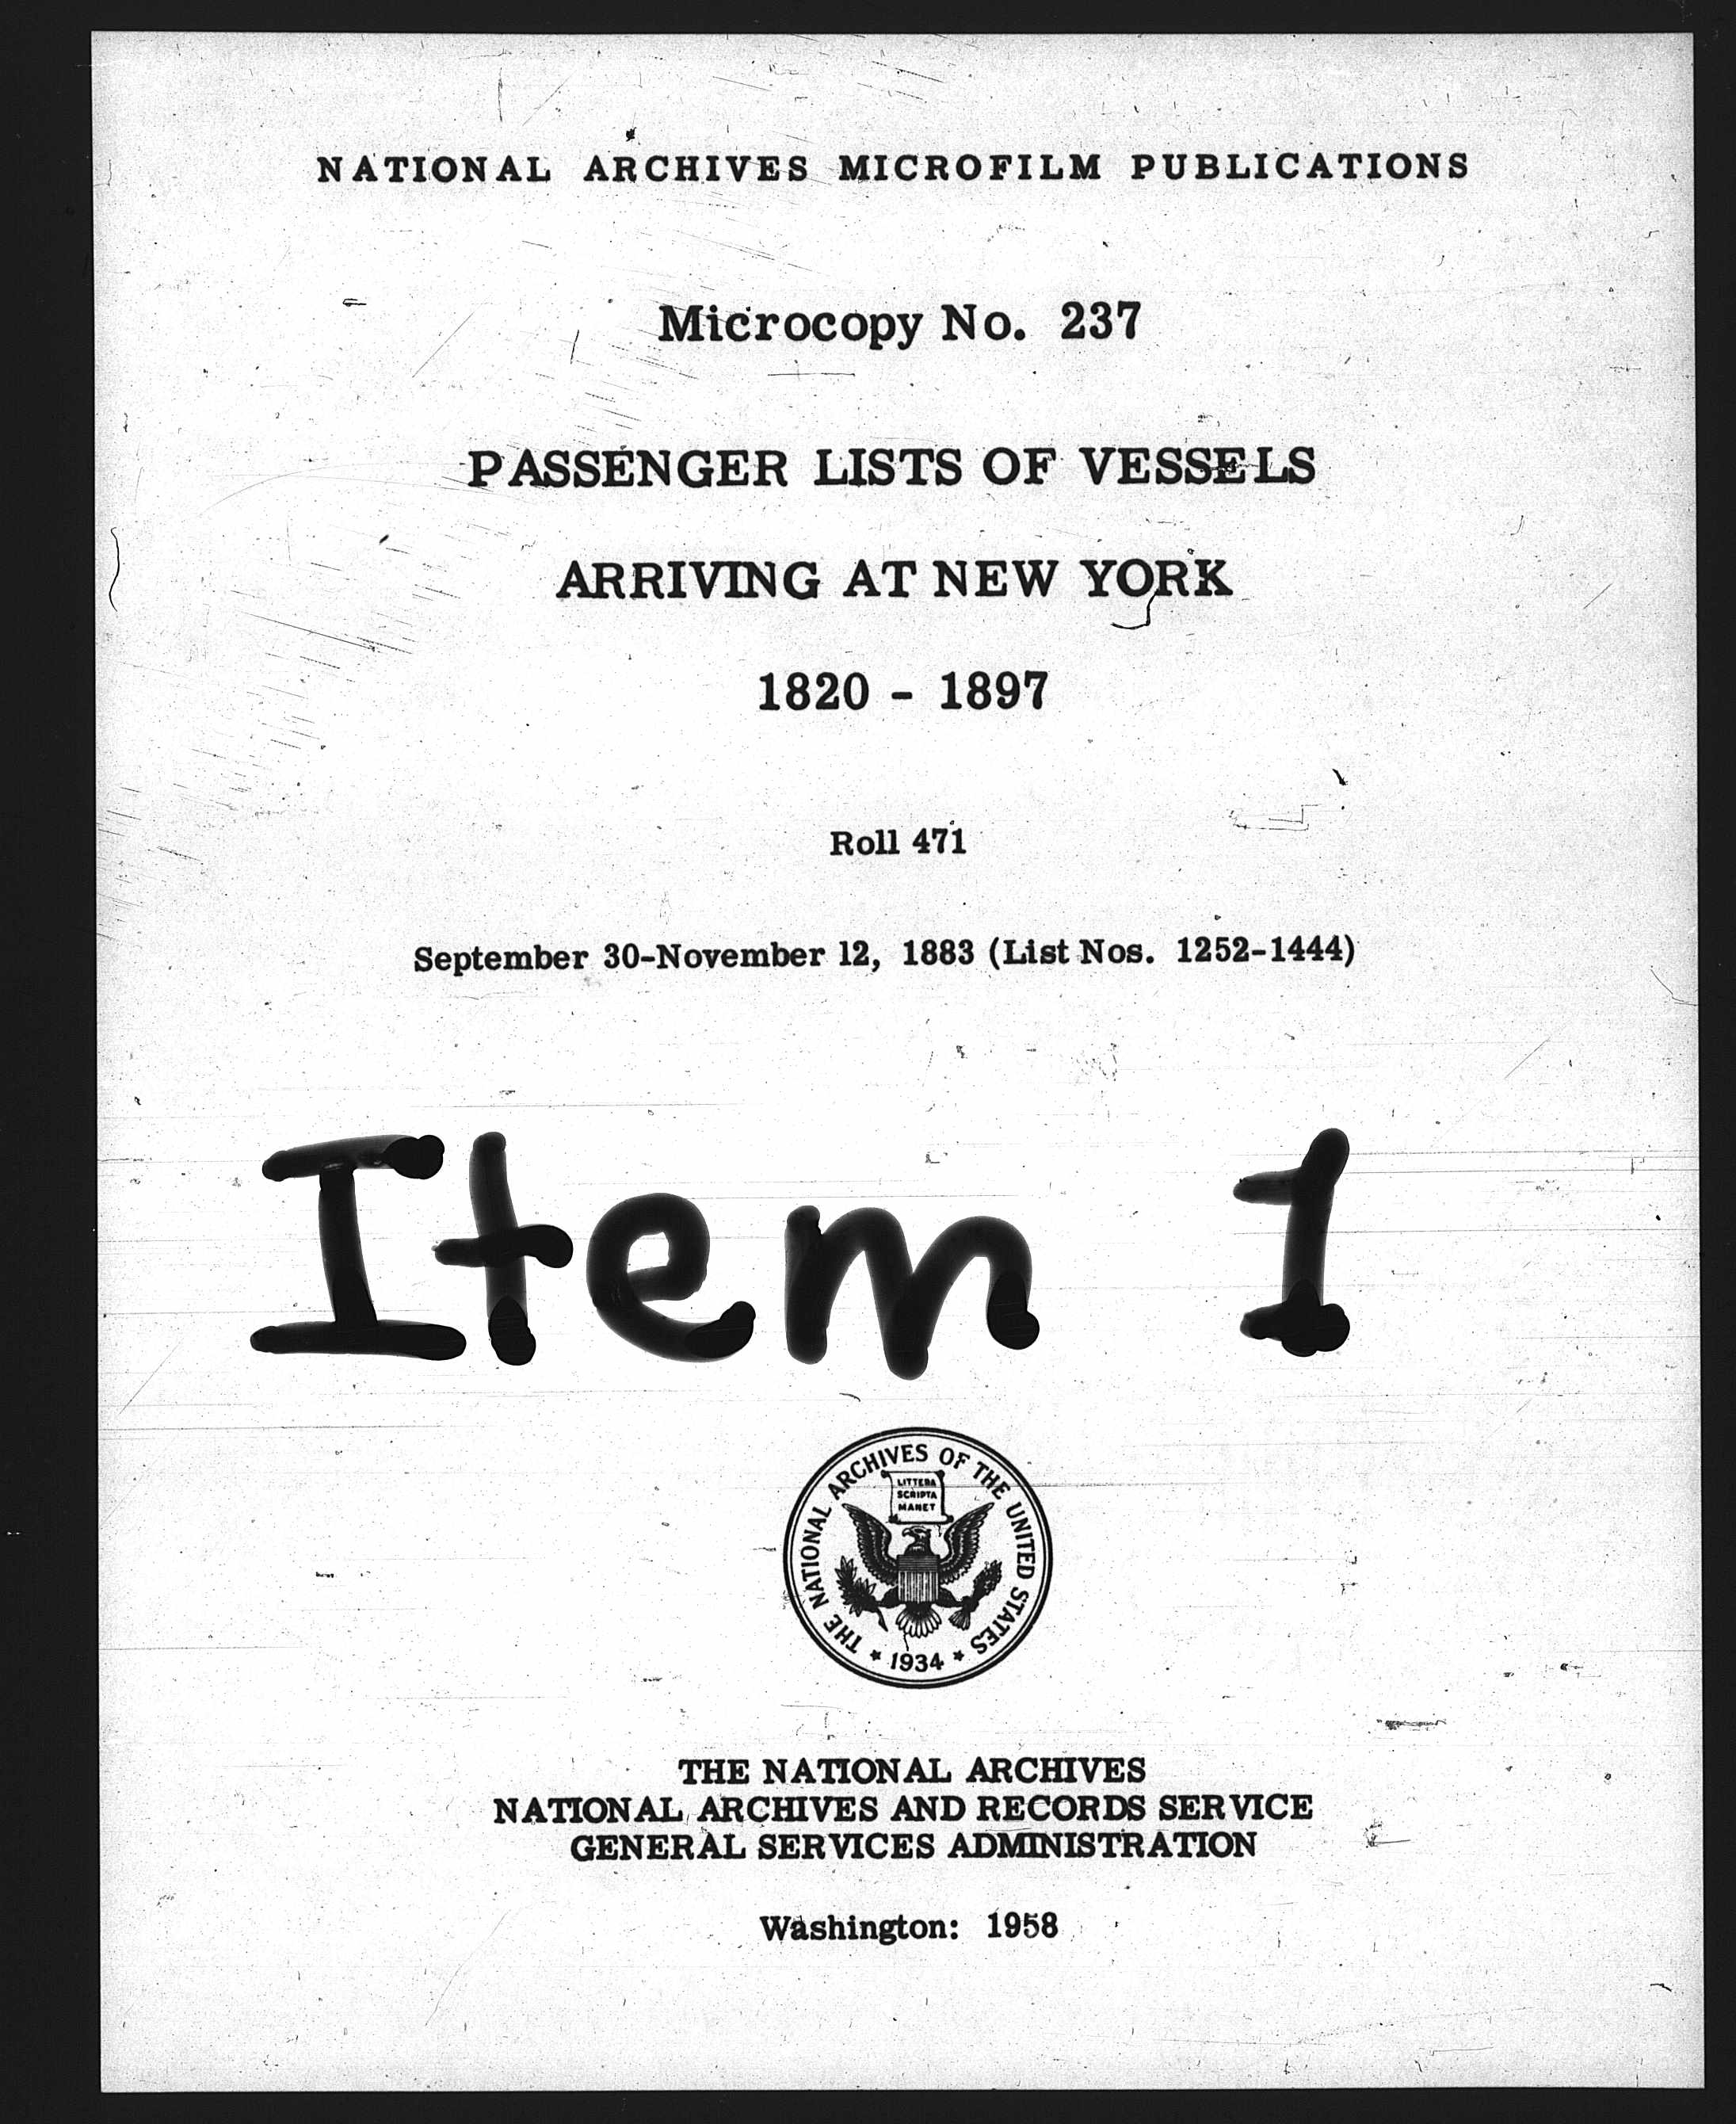 NATIONAL ARCHIVES MICROFILM PUBLICATIONS
Microcopy No. 237
PASSENGER LISTS OF VESSELS
ARRIVING AT NEW YORK
1820 - 1897
Roll 471
September 30-November 12, 1883 (List Nos. 1252-1444)
Item 1
THE NATIONAL ARCHIVES OF THE UNITED STATES
LITTERA
SCRIPTA
MANET
★ 1934 ★
THE NATIONAL ARCHIVES
NATIONAL ARCHIVES AND RECORDS SERVICE
GENERAL SERVICES ADMINISTRATION
Washington: 1958